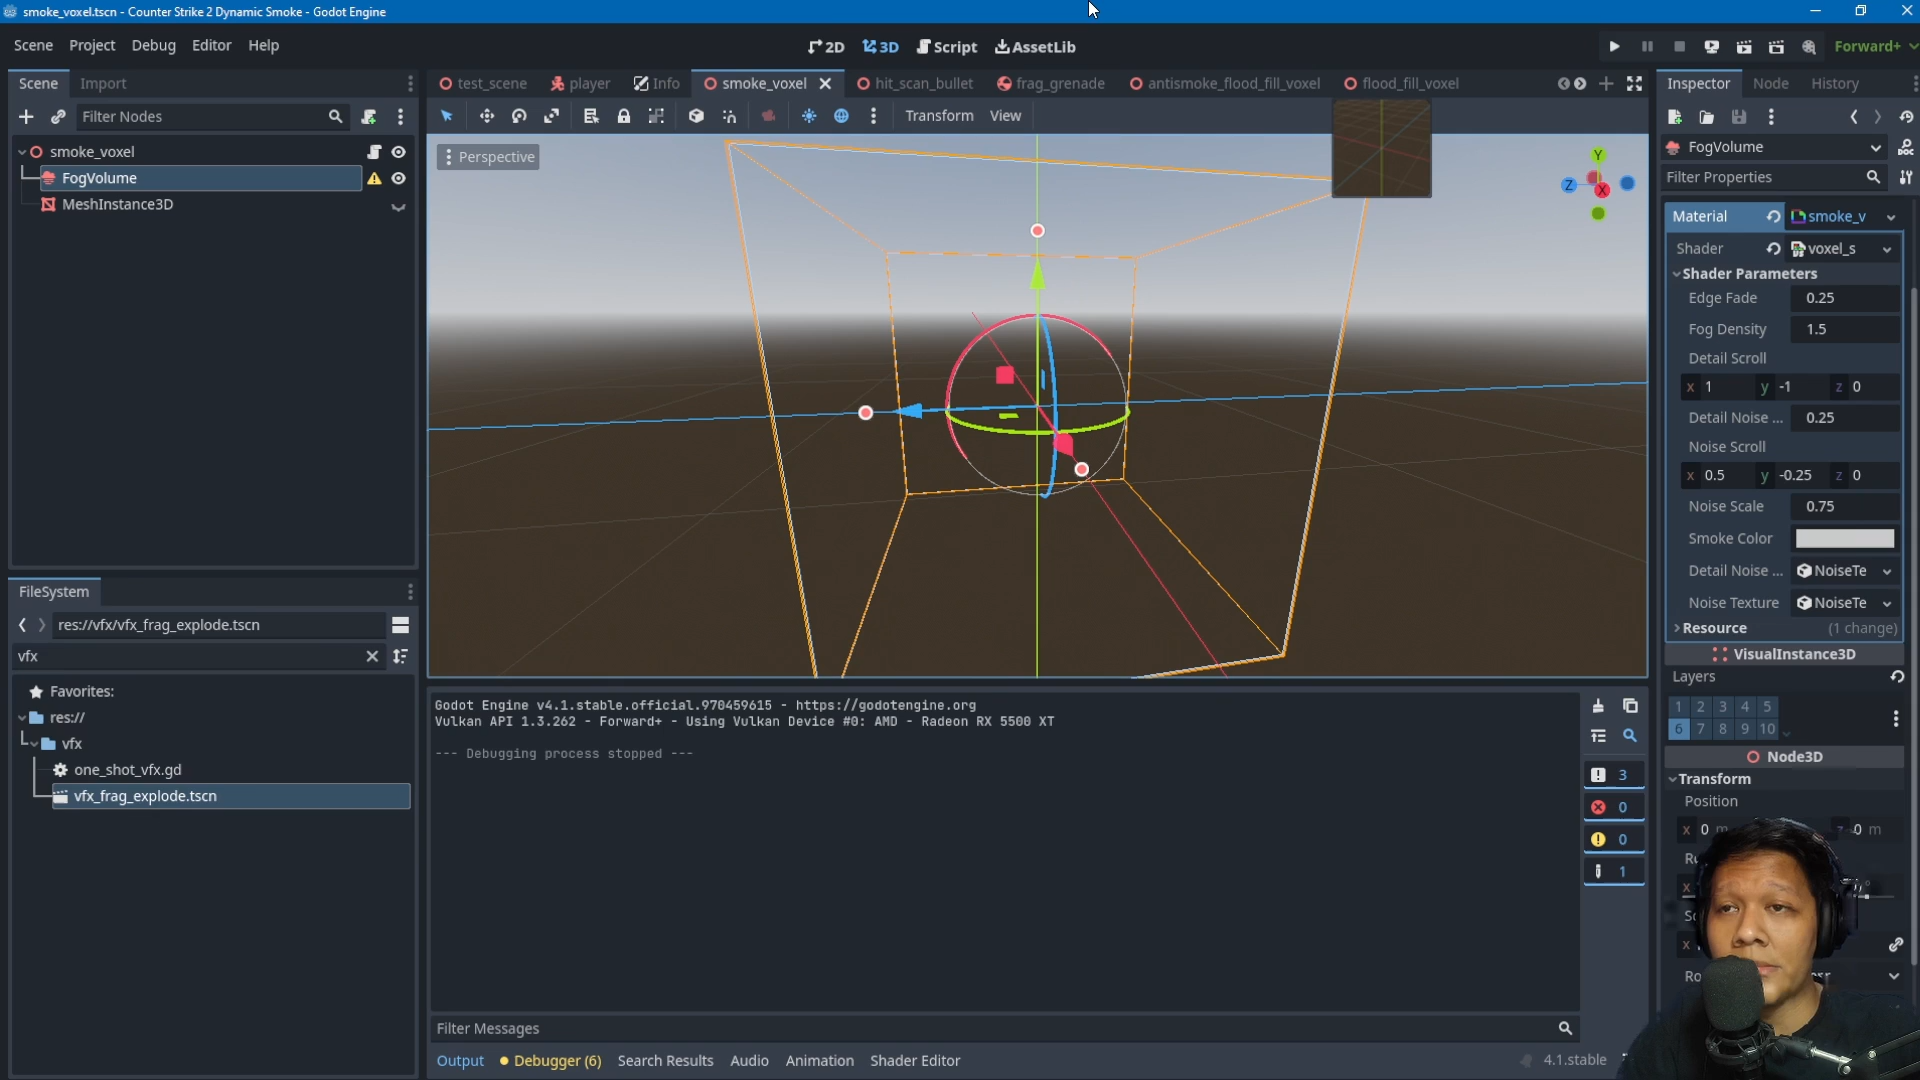 smoke_voxel.tscn - Counter Strike 2 Dynamic Smoke - Godot Engine
Scene Project Debug Editor Help
2D 3D Script AssetLib
Forward+
Scene Import
Filter Nodes
smoke_voxel
FogVolume
MeshInstance3D
FileSystem
res://vfx/vfx_frag_explode.tscn
vfx
Favorites:
res://
vfx
one_shot_vfx.gd
vfx_frag_explode.tscn
test_scene player Info smoke_voxel hit_scan_bullet frag_grenade antismoke_flood_fill_voxel flood_fill_voxel
Transform View
Perspective
Y
Z
X
Godot Engine v4.1.stable.official.970459615 - https://godotengine.org
Vulkan API 1.3.262 - Forward+ - Using Vulkan Device #0: AMD - Radeon RX 5500 XT
--- Debugging process stopped ---
3
0
0
1
Filter Messages
Output Debugger (6) Search Results Audio Animation Shader Editor
4.1.stable
Inspector Node History
FogVolume
Filter Properties
Material smoke_v
Shader voxel_s
Shader Parameters
Edge Fade 0.25
Fog Density 1.5
Detail Scroll
x 1 y -1 z 0
Detail Noise ... 0.25
Noise Scroll
x 0.5 y -0.25 z 0
Noise Scale 0.75
Smoke Color
Detail Noise ... NoiseTe
Noise Texture NoiseTe
Resource (1 change)
VisualInstance3D
Layers
1 2 3 4 5
6 7 8 9 10
Node3D
Transform
Position
x 0 m z -0 m
x
x